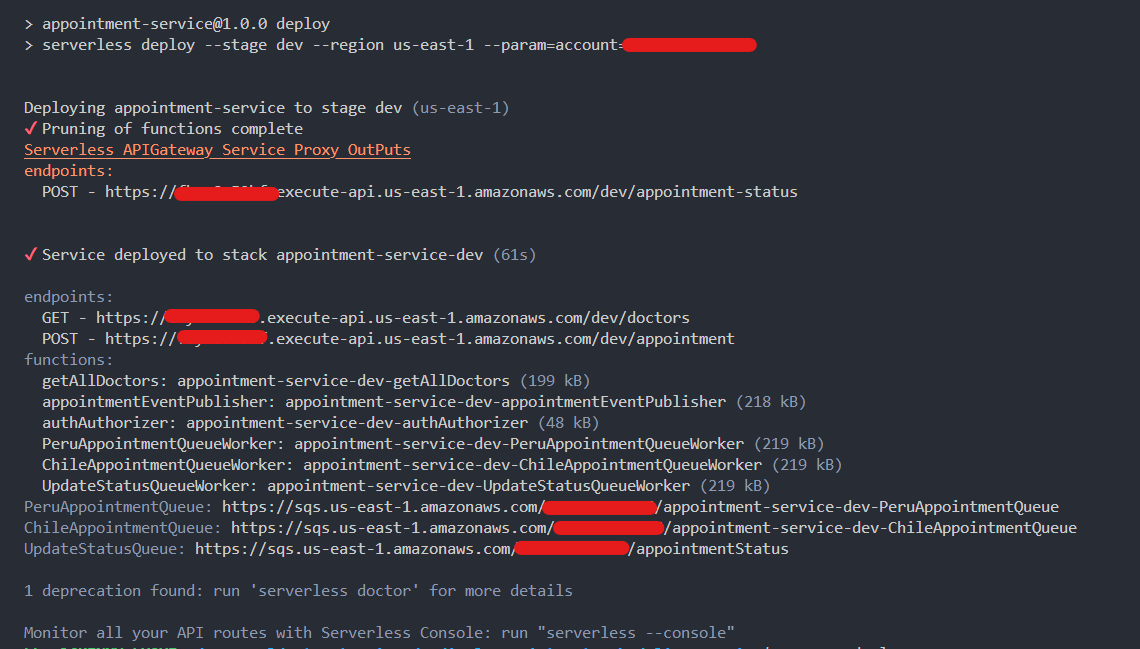 > appointment-service@1.0.0 deploy
> serverless deploy --stage dev --region us-east-1 --param=account=
Deploying appointment-service to stage dev (us-east-1)
✓ Pruning of functions complete
Serverless APIGateway Service Proxy OutPuts
endpoints:
POST - https://execute-api.us-east-1.amazonaws.com/dev/appointment-status
✓ Service deployed to stack appointment-service-dev (61s)
endpoints:
GET - https://.execute-api.us-east-1.amazonaws.com/dev/doctors
POST - https://.execute-api.us-east-1.amazonaws.com/dev/appointment
functions:
getAllDoctors: appointment-service-dev-getAllDoctors (199 kB)
appointmentEventPublisher: appointment-service-dev-appointmentEventPublisher (218 kB)
authAuthorizer: appointment-service-dev-authAuthorizer (48 kB)
PeruAppointmentQueueWorker: appointment-service-dev-PeruAppointmentQueueWorker (219 kB)
ChileAppointmentQueueWorker: appointment-service-dev-ChileAppointmentQueueWorker (219 kB)
UpdateStatusQueueWorker: appointment-service-dev-UpdateStatusQueueWorker (219 kB)
PeruAppointmentQueue: https://sqs.us-east-1.amazonaws.com//appointment-service-dev-PeruAppointmentQueue
ChileAppointmentQueue: https://sqs.us-east-1.amazonaws.com//appointment-service-dev-ChileAppointmentQueue
UpdateStatusQueue: https://sqs.us-east-1.amazonaws.com//appointmentStatus
1 deprecation found: run 'serverless doctor' for more details
Monitor all your API routes with Serverless Console: run "serverless --console"